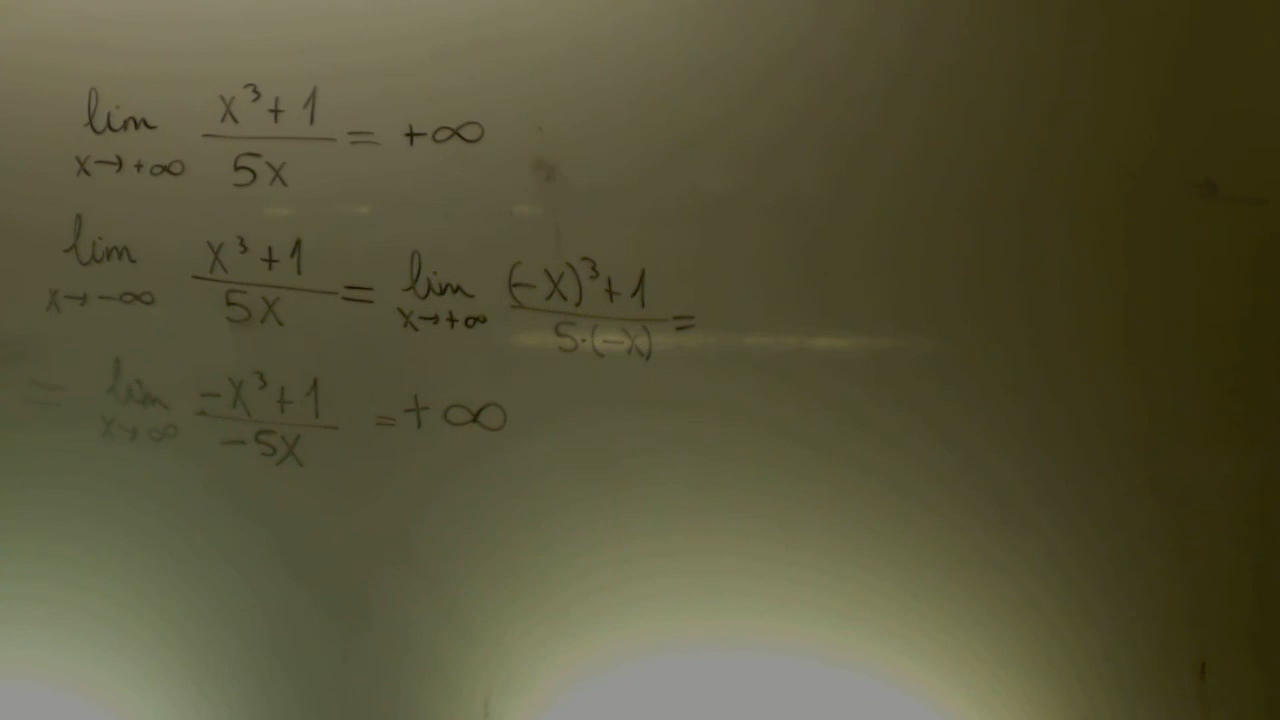 lim x→+∞ (x³+1)/(5x) = +∞
lim x→-∞ (x³+1)/(5x) = lim x→+∞ ((-x)³+1)/(5·(-x)) =
= lim x→∞ (-x³+1)/(-5x) = +∞